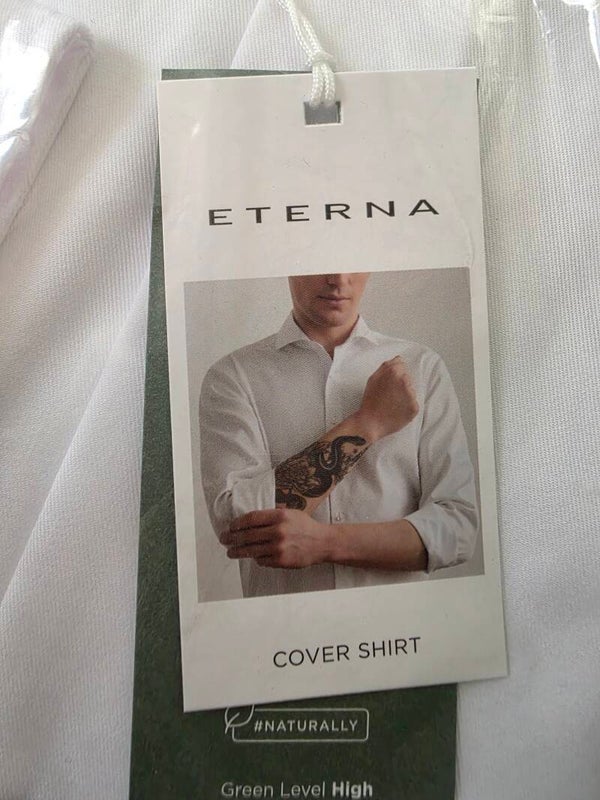 ETERNA
COVER SHIRT
#NATURALLY
Green Level High